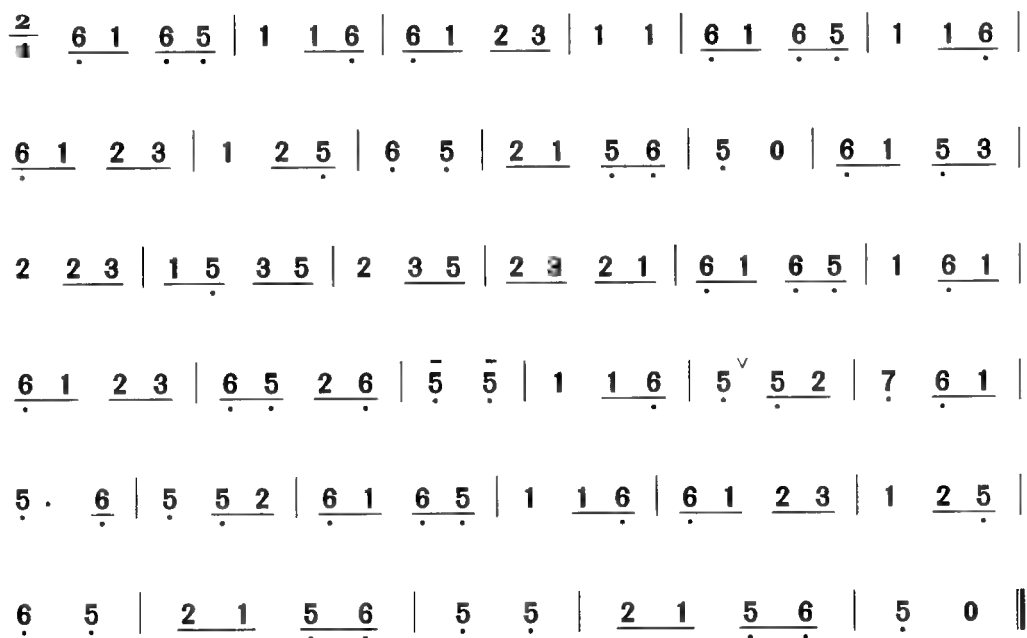 2/4 6̣ 1 6̣ 5̣ | 1 1 6̣ | 6̣ 1 2 3 | 1 1 | 6̣ 1 6̣ 5̣ | 1 1 6̣ |
6̣ 1 2 3 | 1 2 5̣ | 6̣ 5̣ | 2 1 5̣ 6̣ | 5̣ 0 | 6̣ 1 5̣ 3 |
2 2 3 | 1 5̣ 3 5 | 2 3 5 | 2 3 2 1 | 6̣ 1 6̣ 5̣ | 1 6̣ 1 |
6̣ 1 2 3 | 6̣ 5̣ 2 6̣ | 5̣̄ 5̣̄ | 1 1 6̣ | 5̣ ∨ 5̣ 2 | 7̣ 6̣ 1 |
5̣ · 6̣ | 5̣ 5̣ 2 | 6̣ 1 6̣ 5̣ | 1 1 6̣ | 6̣ 1 2 3 | 1 2 5̣ |
6̣ 5̣ | 2 1 5̣ 6̣ | 5̣ 5̣ | 2 1 5̣ 6̣ | 5̣ 0 ‖